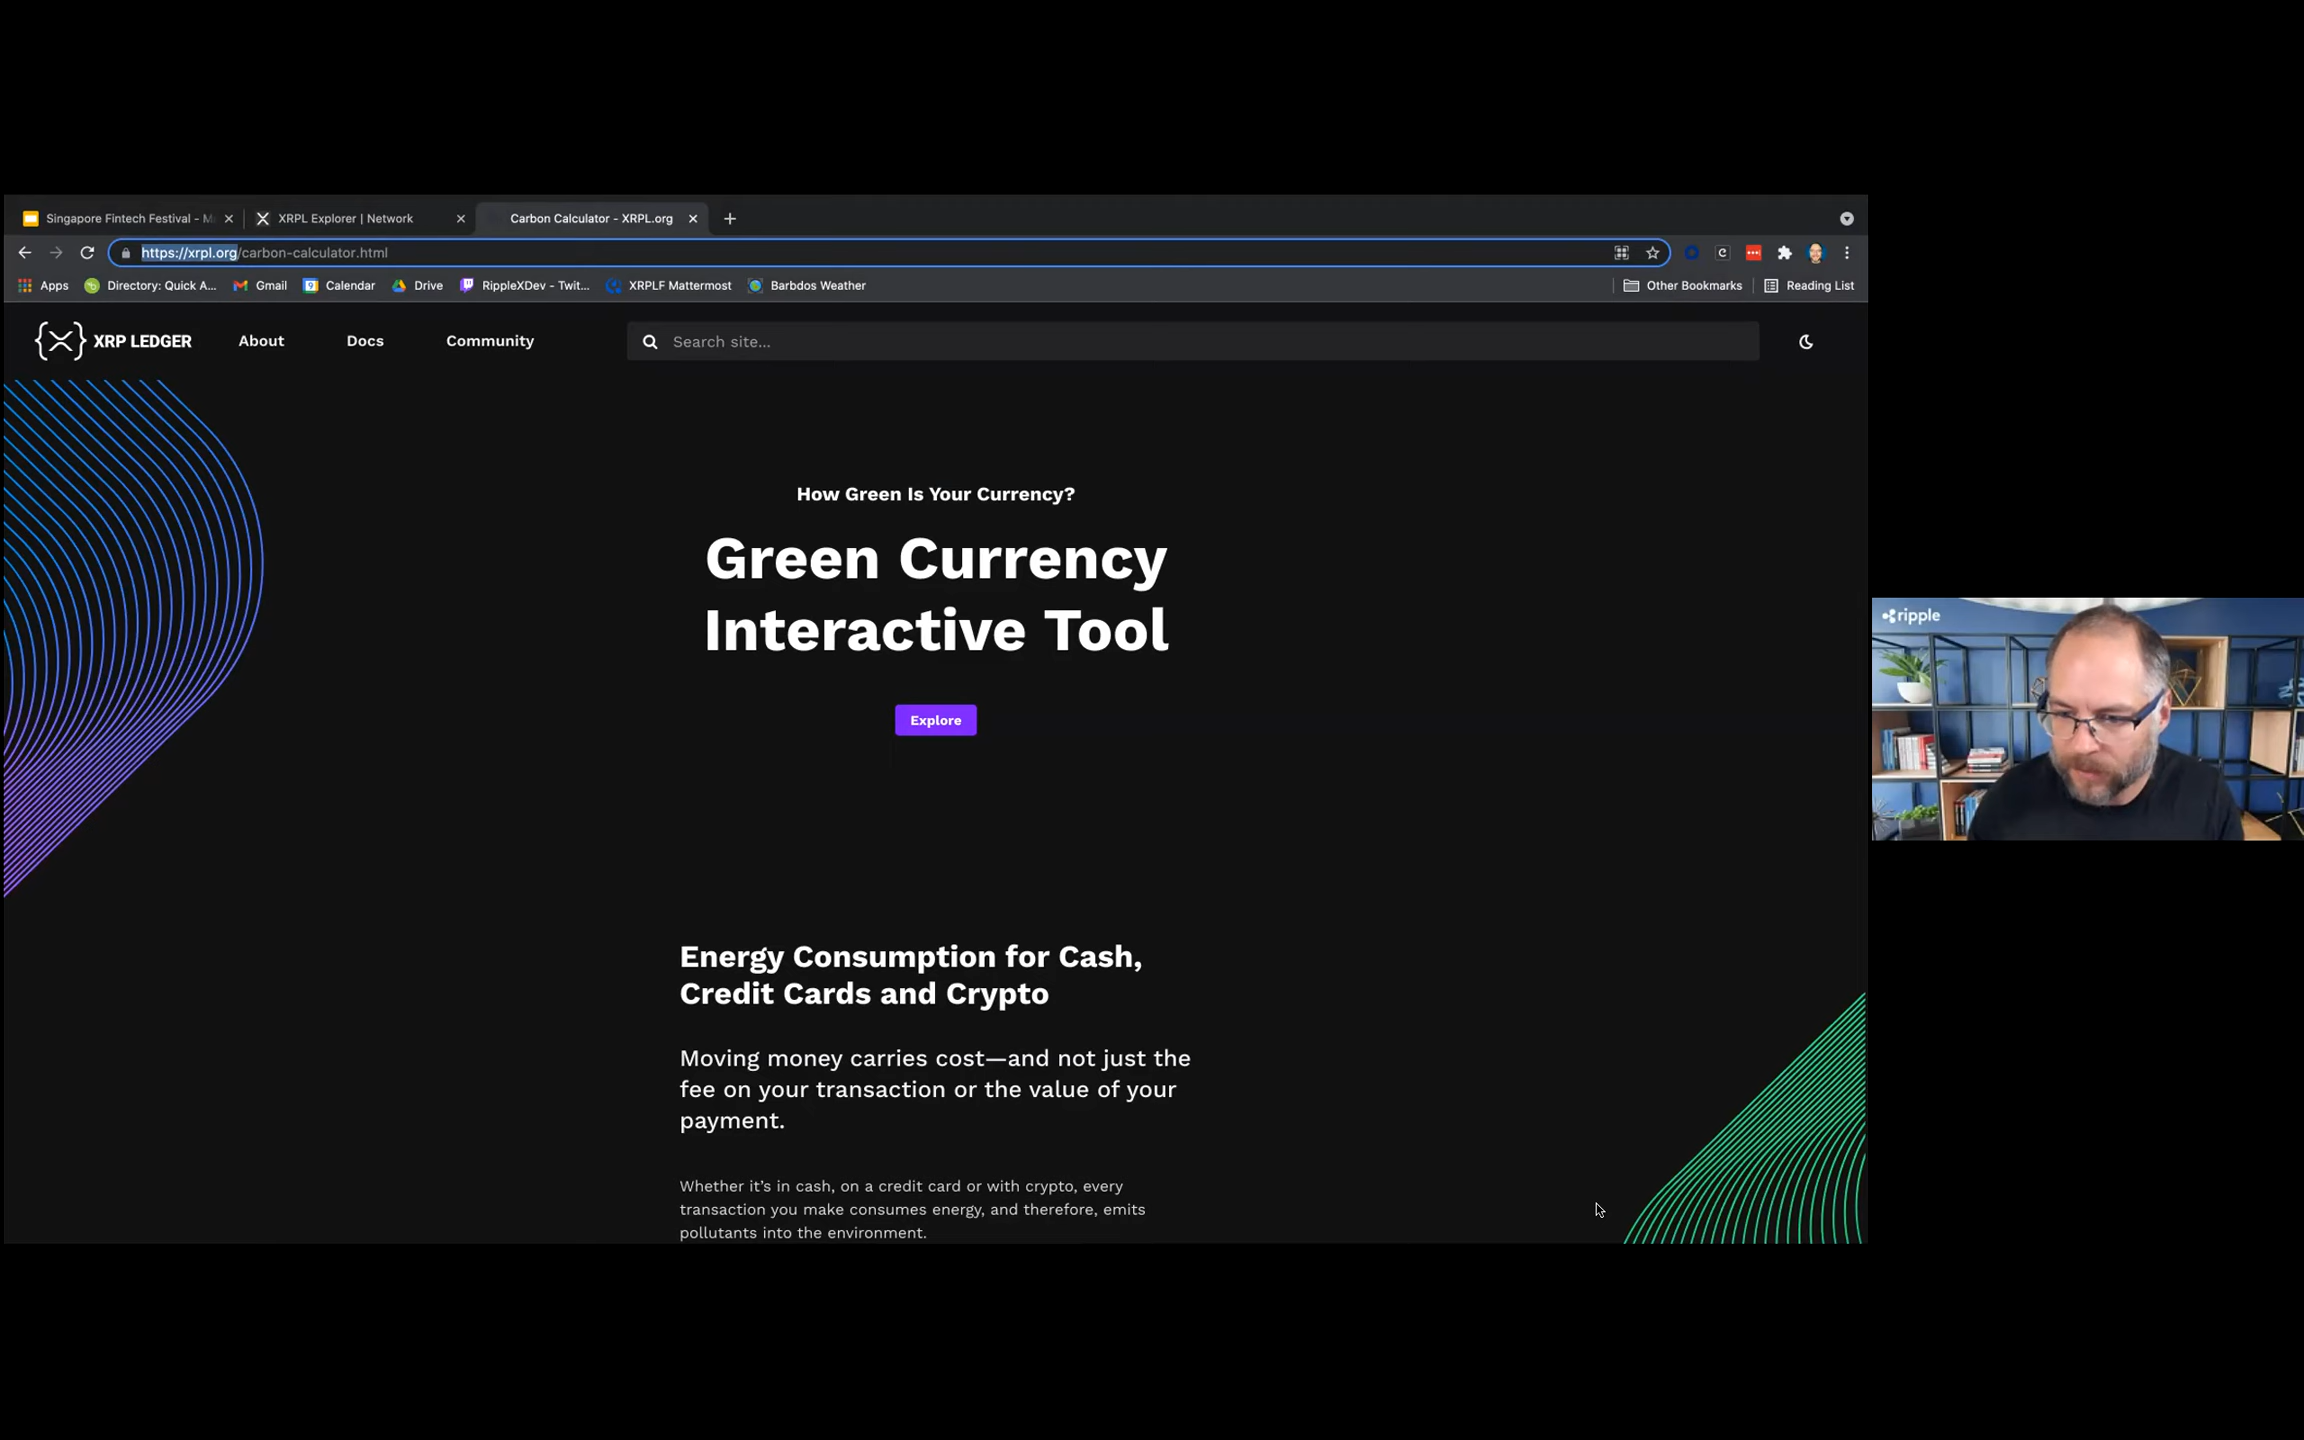 Singapore Fintech Festival - M
XRPL Explorer | Network
Carbon Calculator - XRPL.org
https://xrpl.org/carbon-calculator.html
Apps
Directory: Quick A...
Gmail
Calendar
Drive
RippleXDev - Twit...
XRPLF Mattermost
Barbdos Weather
Other Bookmarks
Reading List
XRP LEDGER
About
Docs
Community
Search site...
How Green Is Your Currency?
Green Currency
Interactive Tool
Explore
ripple
Energy Consumption for Cash,
Credit Cards and Crypto
Moving money carries cost—and not just the
fee on your transaction or the value of your
payment.
Whether it’s in cash, on a credit card or with crypto, every
transaction you make consumes energy, and therefore, emits
pollutants into the environment.